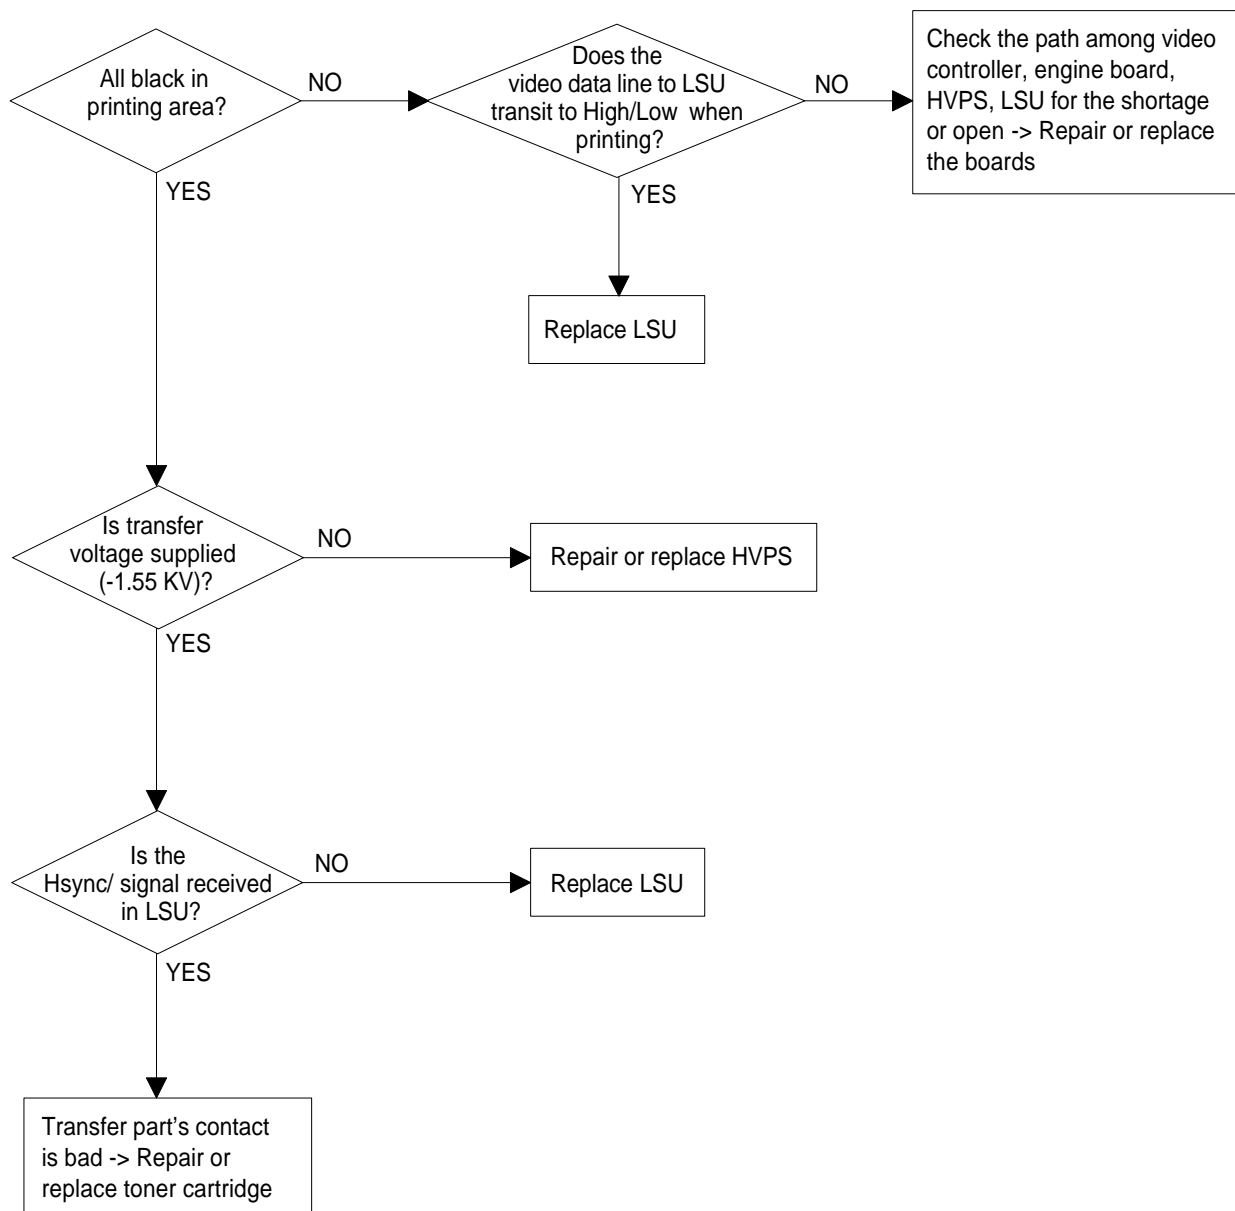 All black in
printing area?
NO
Does the
video data line to LSU
transit to High/Low when
printing?
NO
Check the path among video
controller, engine board,
HVPS, LSU for the shortage
or open -> Repair or replace
the boards
YES
YES
Replace LSU
Is transfer
voltage supplied
(-1.55 KV)?
NO
Repair or replace HVPS
YES
Is the
Hsync/ signal received
in LSU?
NO
Replace LSU
YES
Transfer part’s contact
is bad -> Repair or
replace toner cartridge